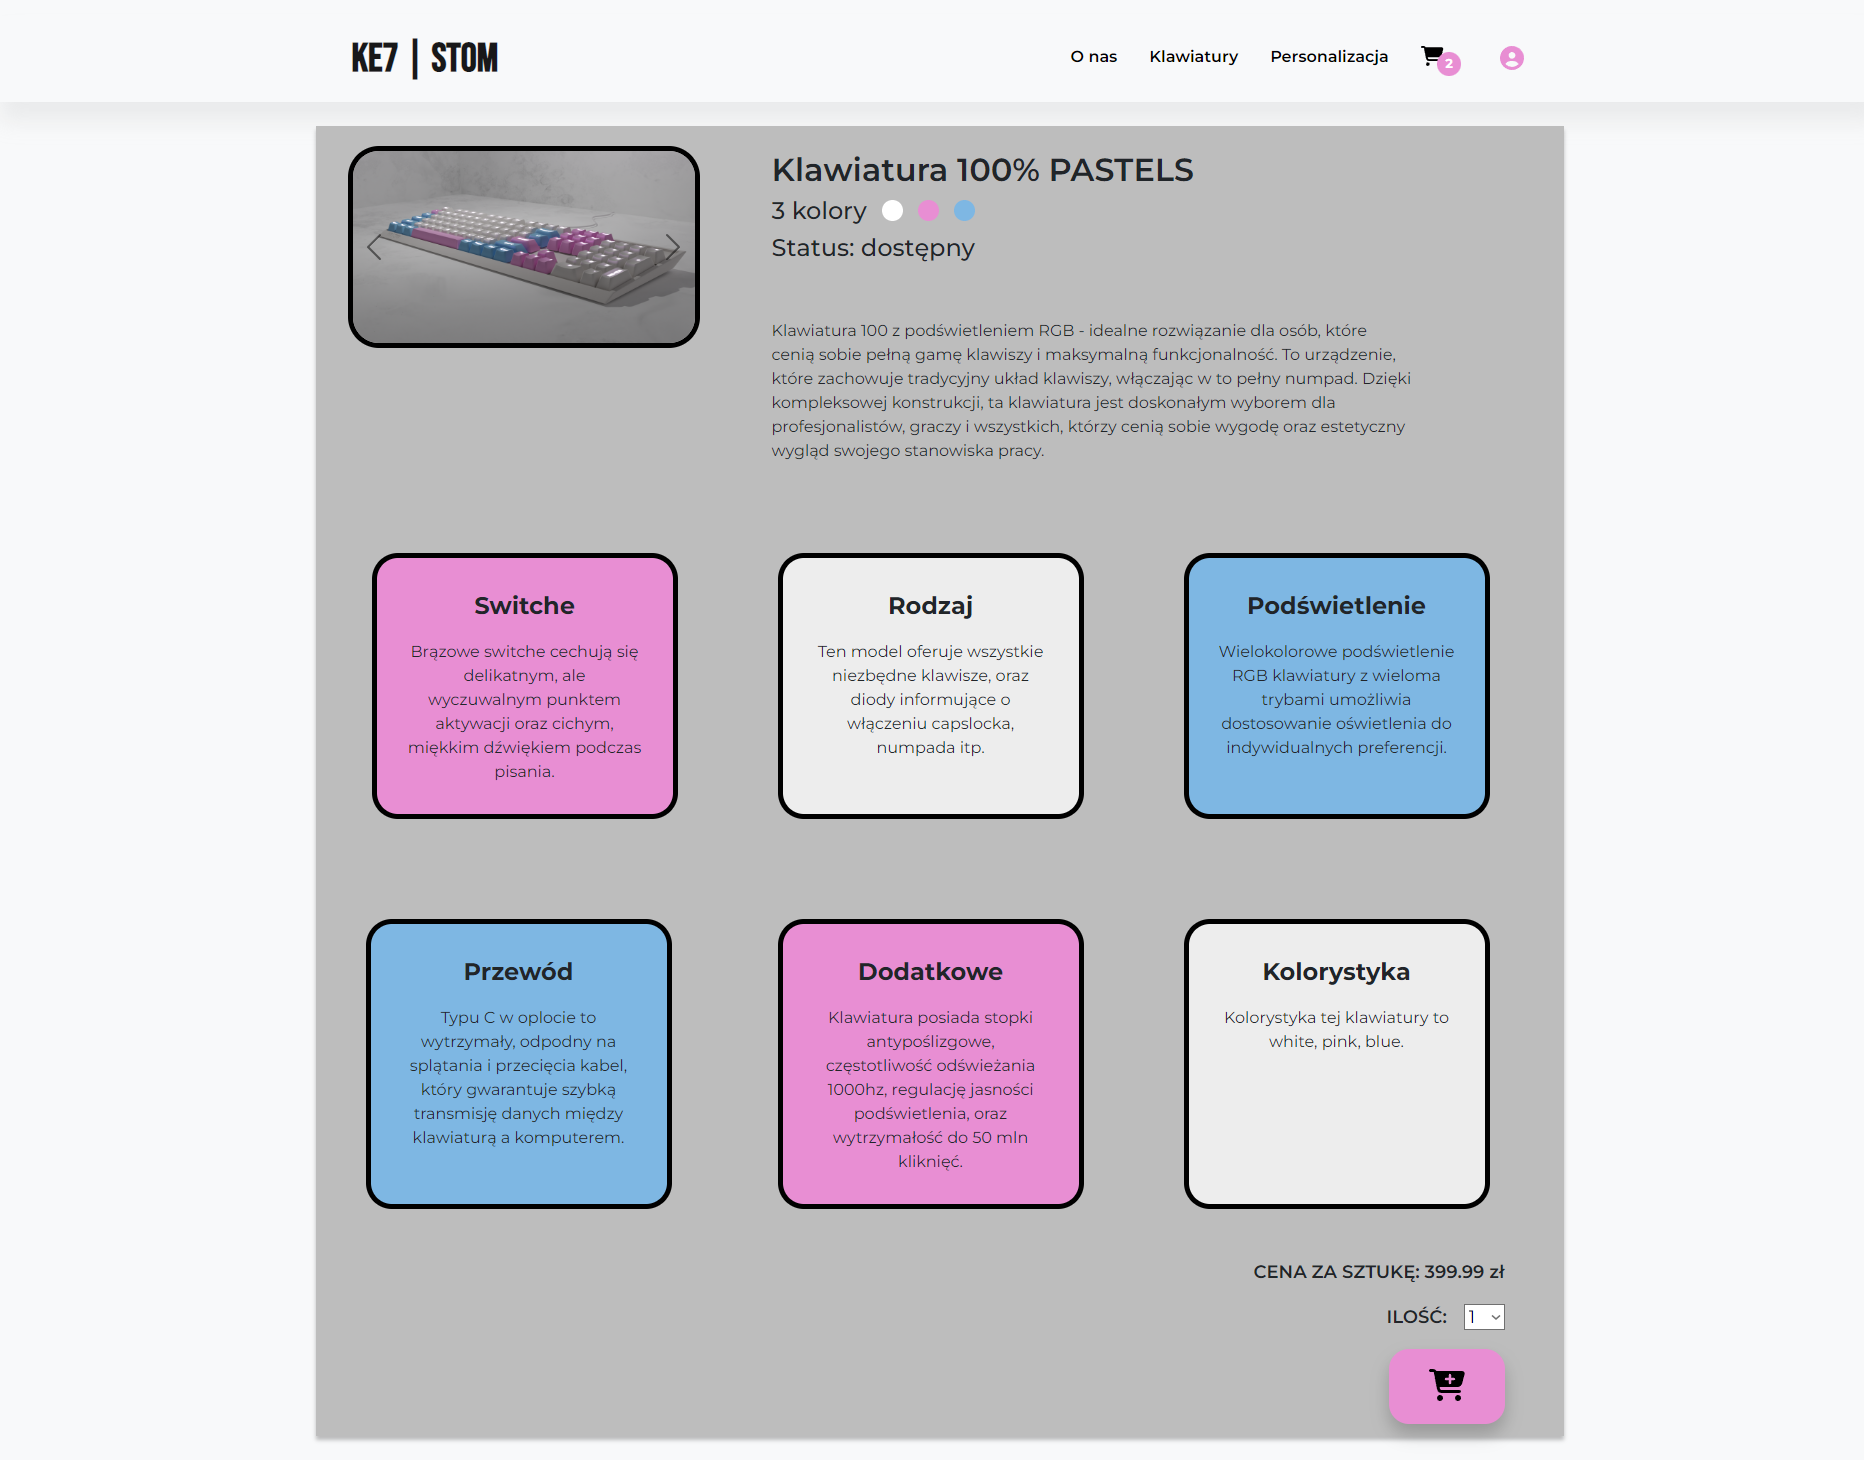 KE7 | STOM
O nas
Klawiatury
Personalizacja
2
Klawiatura 100% PASTELS
3 kolory
Status: dostępny
Klawiatura 100 z podświetleniem RGB - idealne rozwiązanie dla osób, które
cenią sobie pełną gamę klawiszy i maksymalną funkcjonalność. To urządzenie,
które zachowuje tradycyjny układ klawiszy, włączając w to pełny numpad. Dzięki
kompleksowej konstrukcji, ta klawiatura jest doskonałym wyborem dla
profesjonalistów, graczy i wszystkich, którzy cenią sobie wygodę oraz estetyczny
wygląd swojego stanowiska pracy.
Switche
Brązowe switche cechują się
delikatnym, ale
wyczuwalnym punktem
aktywacji oraz cichym,
miękkim dźwiękiem podczas
pisania.
Rodzaj
Ten model oferuje wszystkie
niezbędne klawisze, oraz
diody informujące o
włączeniu capslocka,
numpada itp.
Podświetlenie
Wielokolorowe podświetlenie
RGB klawiatury z wieloma
trybami umożliwia
dostosowanie oświetlenia do
indywidualnych preferencji.
Przewód
Typu C w oplocie to
wytrzymały, odpodny na
splątania i przecięcia kabel,
który gwarantuje szybką
transmisję danych między
klawiaturą a komputerem.
Dodatkowe
Klawiatura posiada stopki
antypoślizgowe,
częstotliwość odświeżania
1000hz, regulację jasności
podświetlenia, oraz
wytrzymałość do 50 mln
kliknięć.
Kolorystyka
Kolorystyka tej klawiatury to
white, pink, blue.
CENA ZA SZTUKĘ: 399.99 zł
ILOŚĆ: 1